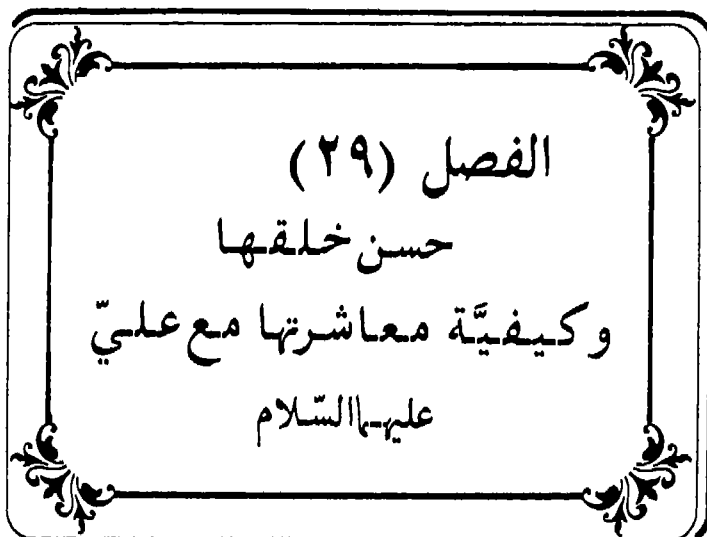 الفصل (٢٩)
حسن خلقها
وكيفيَّة معاشرتها مع عليّ
عليهما السّلام